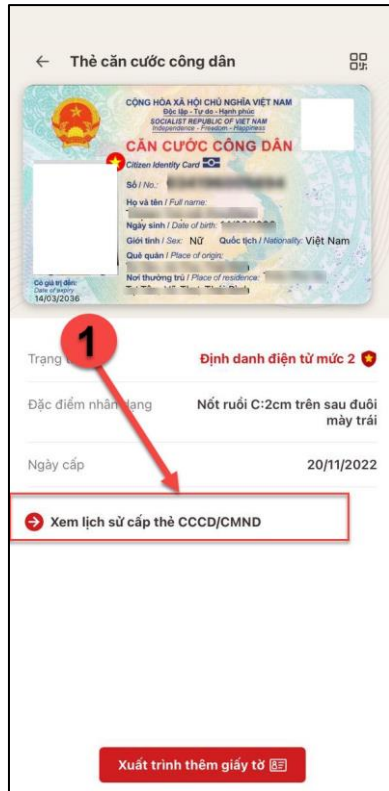 Thẻ căn cước công dân
CỘNG HÒA XÃ HỘI CHỦ NGHĨA VIỆT NAM
Độc lập - Tự do - Hạnh phúc
SOCIALIST REPUBLIC OF VIET NAM
Independence - Freedom - Happiness
CĂN CƯỚC CÔNG DÂN
Citizen Identity Card
Số / No.:
Họ và tên / Full name:
Ngày sinh / Date of birth:
Giới tính / Sex: NỮ Quốc tịch / Nationality: Việt Nam
Quê quán / Place of origin:
Nơi thường trú / Place of residence:
Có giá trị đến:
Date of expiry
14/03/2036
1
Trạng
Định danh điện tử mức 2
Đặc điểm nhân dạng
Nốt ruồi C:2cm trên sau đuôi
mày trái
Ngày cấp
20/11/2022
Xem lịch sử cấp thẻ CCCD/CMND
Xuất trình thêm giấy tờ